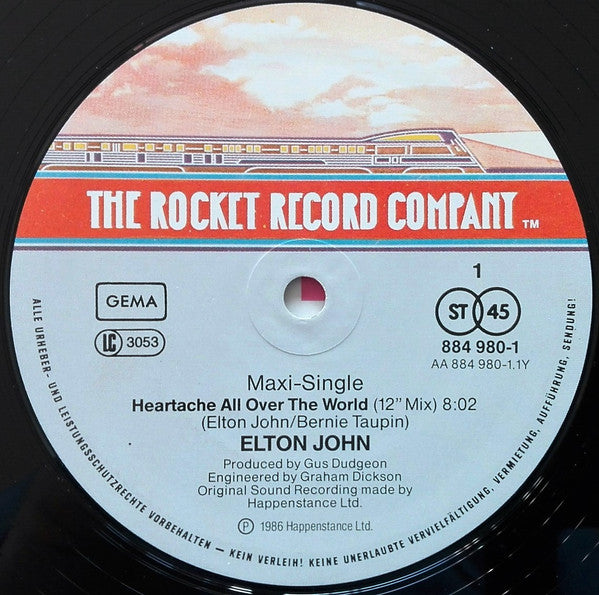 THE ROCKET RECORD COMPANY TM
1
GEMA
ST 45
LC 3053
884 980-1
AA 884 980-1.1Y
Maxi-Single
Heartache All Over The World (12" Mix) 8:02
(Elton John/Bernie Taupin)
ELTON JOHN
Produced by Gus Dudgeon
Engineered by Graham Dickson
Original Sound Recording made by
Happenstance Ltd.
Ⓟ 1986 Happenstance Ltd.
ALLE URHEBER- UND LEISTUNGSSCHUTZRECHTE VORBEHALTEN – KEIN VERLEIH! KEINE UNERLAUBTE VERVIELFÄLTIGUNG, VERMIETUNG, AUFFÜHRUNG, SENDUNG!